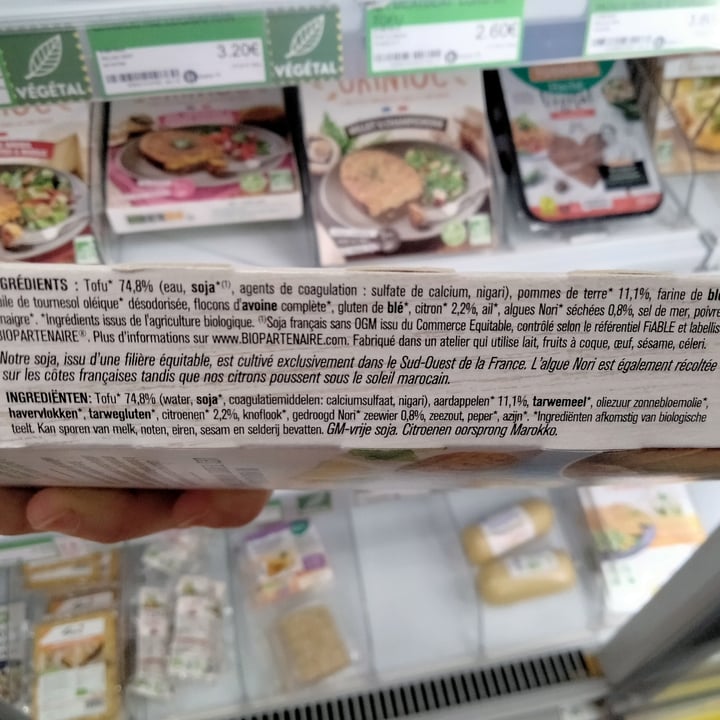 3.20€
2.60€
VÉGÉTAL
VÉGÉTAL
GRÉDIENTS : Tofu* 74,8% (eau, soja*⁽¹⁾, agents de coagulation : sulfate de calcium, nigari), pommes de terre* 11,1%, farine de bl
ile de tournesol oléique* désodorisée, flocons d'avoine complète*, gluten de blé*, citron* 2,2%, ail*, algues Nori* séchées 0,8%, sel de mer, poivre
naigre*. *Ingrédients issus de l'agriculture biologique. ⁽¹⁾Soja français sans OGM issu du Commerce Equitable, contrôlé selon le référentiel FiABLE et labellis
BIOPARTENAIRE®. Plus d'informations sur www.BIOPARTENAIRE.com. Fabriqué dans un atelier qui utilise lait, fruits à coque, œuf, sésame, céleri.
Notre soja, issu d'une filière équitable, est cultivé exclusivement dans le Sud-Ouest de la France. L'algue Nori est également récoltée
sur les côtes françaises tandis que nos citrons poussent sous le soleil marocain.
INGREDIËNTEN: Tofu* 74,8% (water, soja*, coagulatiemiddelen: calciumsulfaat, nigari), aardappelen* 11,1%, tarwemeel*, oliezuur zonnebloemolie*,
havervlokken*, tarwegluten*, citroenen* 2,2%, knoflook*, gedroogd Nori* zeewier 0,8%, zeezout, peper*, azijn*. *Ingrediënten afkomstig van biologische
teelt. Kan sporen van melk, noten, eiren, sesam en selderij bevatten. GM-vrije soja. Citroenen oorsprong Marokko.